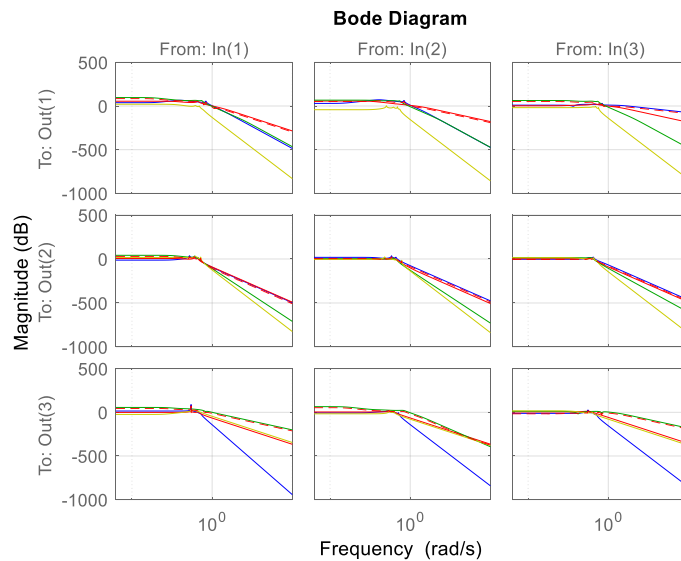 Bode Diagram
From: In(1)
From: In(2)
From: In(3)
To: Out(1)
500
0
-500
-1000
To: Out(2)
500
0
-500
-1000
To: Out(3)
500
0
-500
-1000
Magnitude (dB)
10^0
10^0
10^0
Frequency (rad/s)